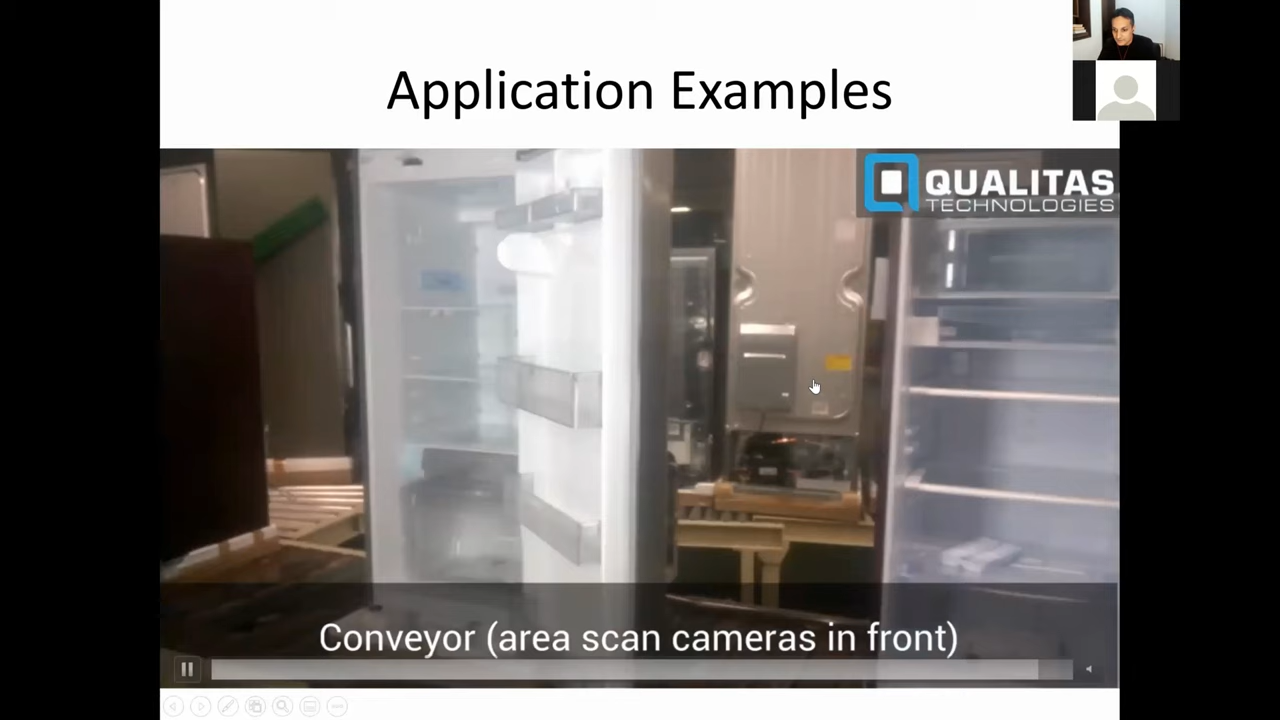 Application Examples
QUALITAS
TECHNOLOGIES
Conveyor (area scan cameras in front)